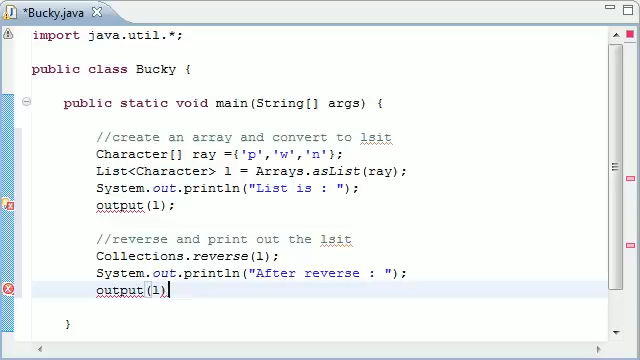 *Bucky.java
import java.util.*;
public class Bucky {
public static void main(String[] args) {
//create an array and convert to lsit
Character[] ray ={'p','w','n'};
List<Character> l = Arrays.asList(ray);
System.out.println("List is : ");
output(l);
//reverse and print out the lsit
Collections.reverse(l);
System.out.println("After reverse : ");
output(l)
}